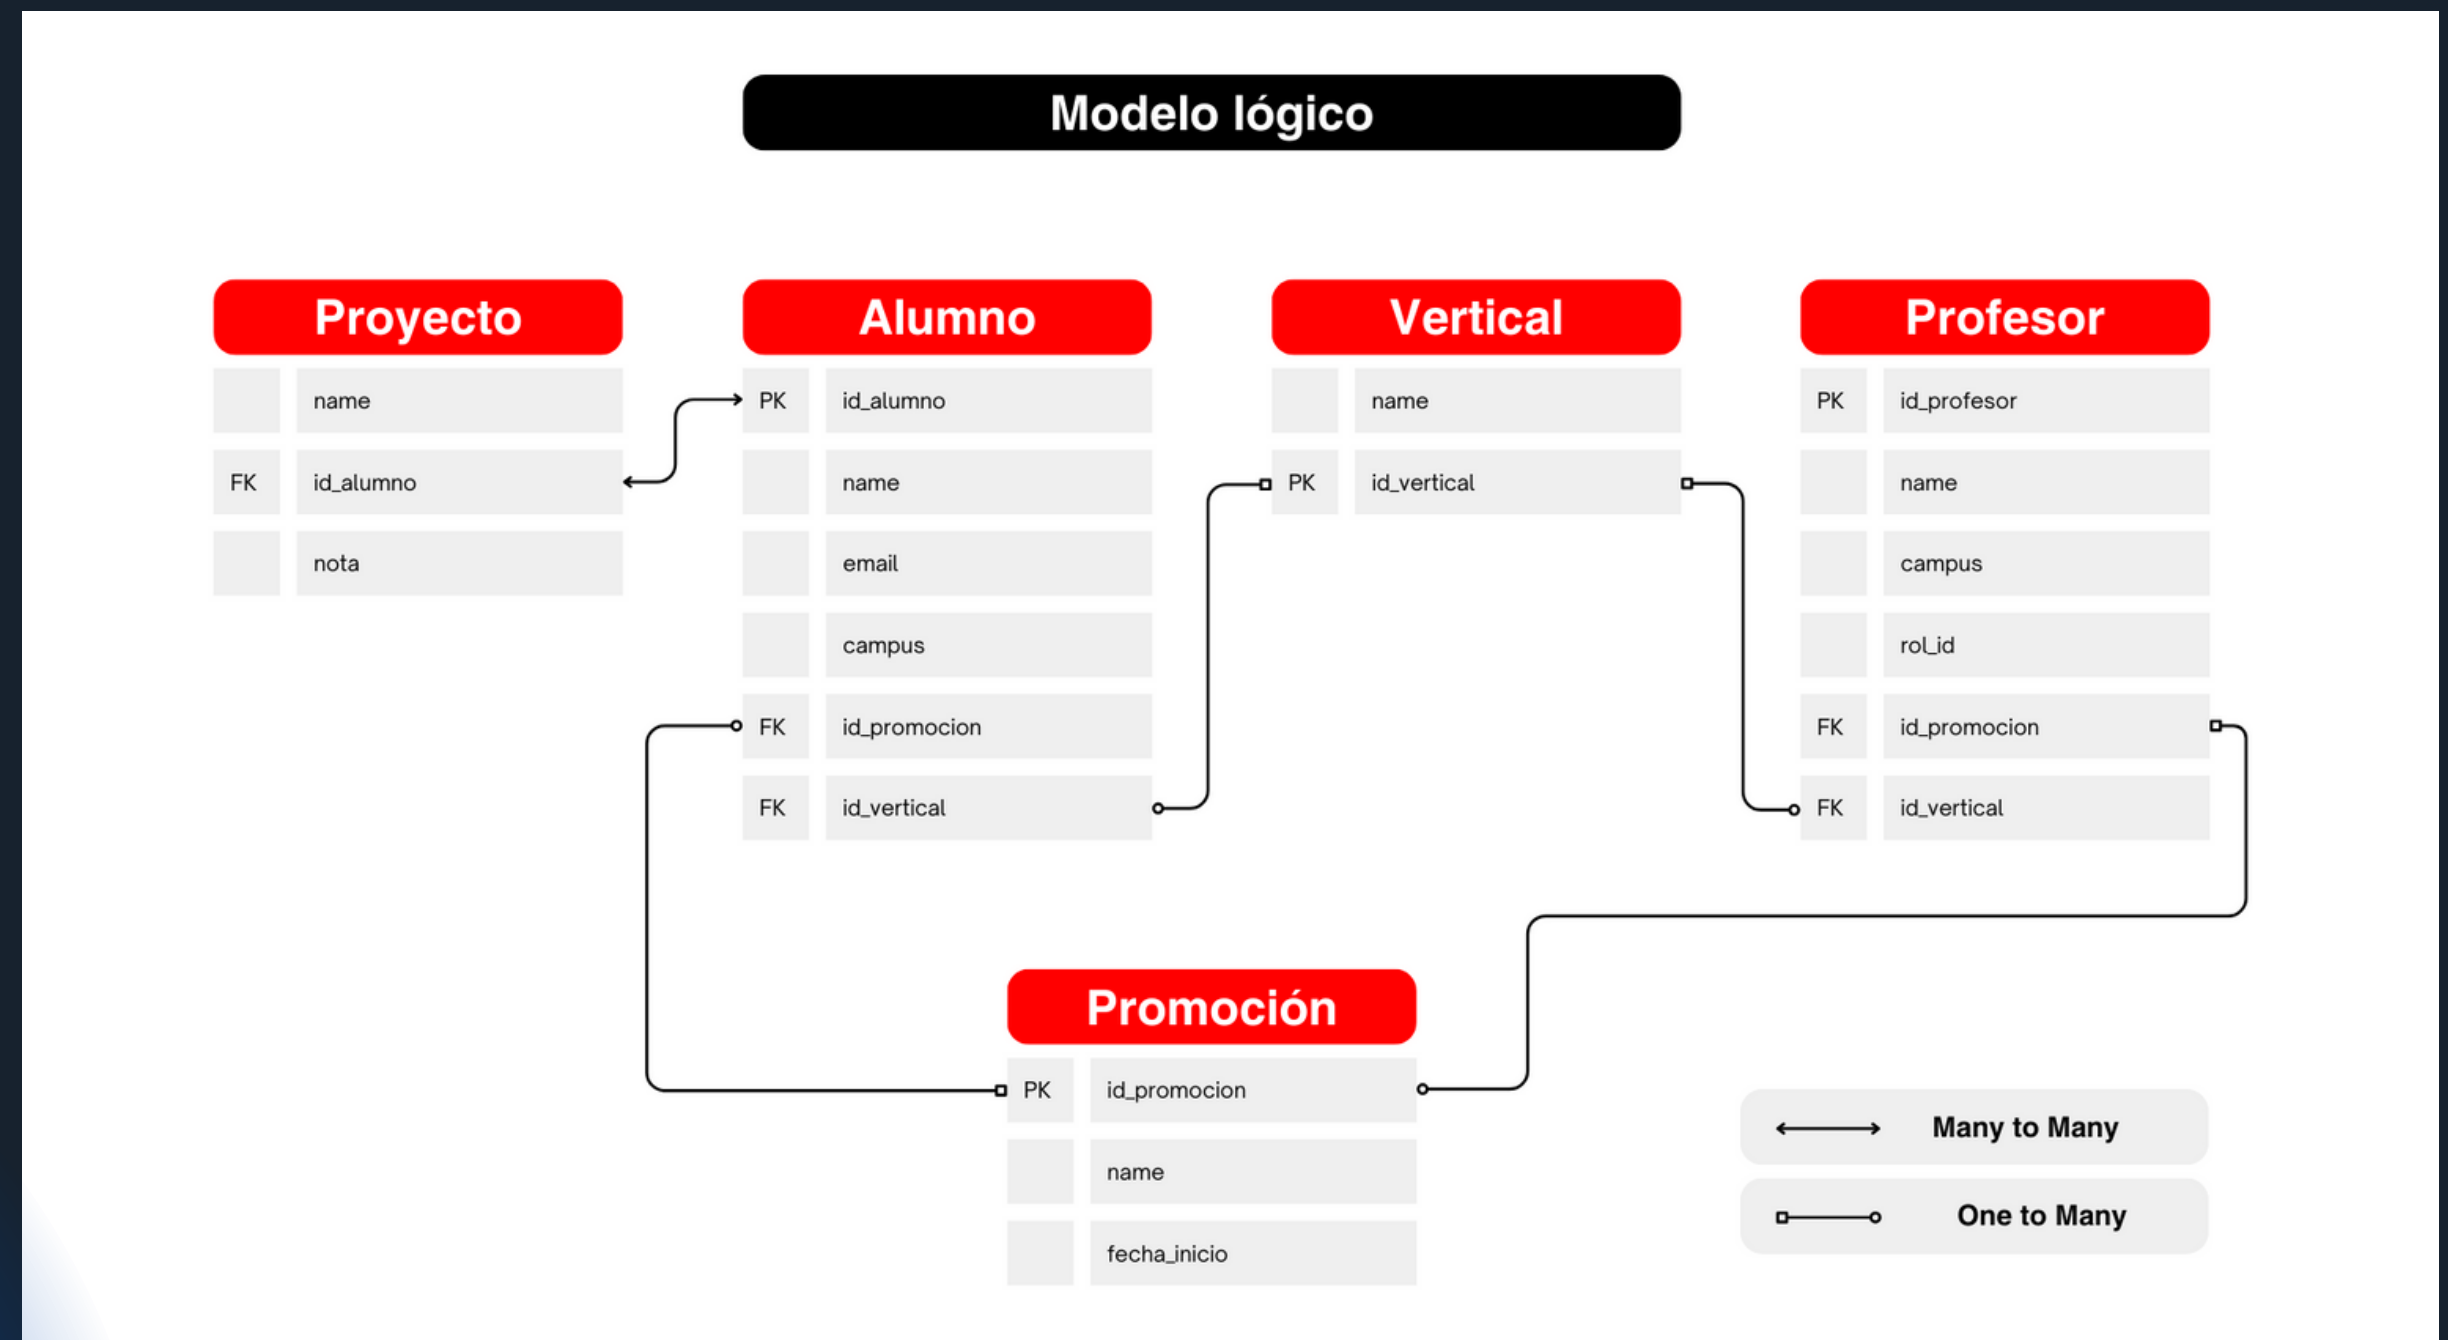 Modelo lógico
Proyecto
name
FK id_alumno
nota
Alumno
PK id_alumno
name
email
campus
FK id_promocion
FK id_vertical
Vertical
name
PK id_vertical
Profesor
PK id_profesor
name
campus
rol_id
FK id_promocion
FK id_vertical
Promoción
PK id_promocion
name
fecha_inicio
Many to Many
One to Many